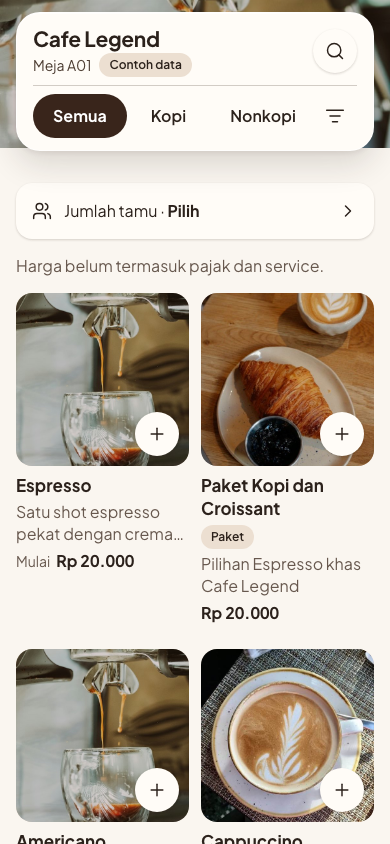 Cafe Legend
Meja A01 Contoh data
Semua Kopi Nonkopi
Jumlah tamu · Pilih
Harga belum termasuk pajak dan service.
Espresso
Satu shot espresso
pekat dengan crema…
Mulai Rp 20.000
Paket Kopi dan
Croissant
Paket
Pilihan Espresso khas
Cafe Legend
Rp 20.000
Americano
Cappuccino